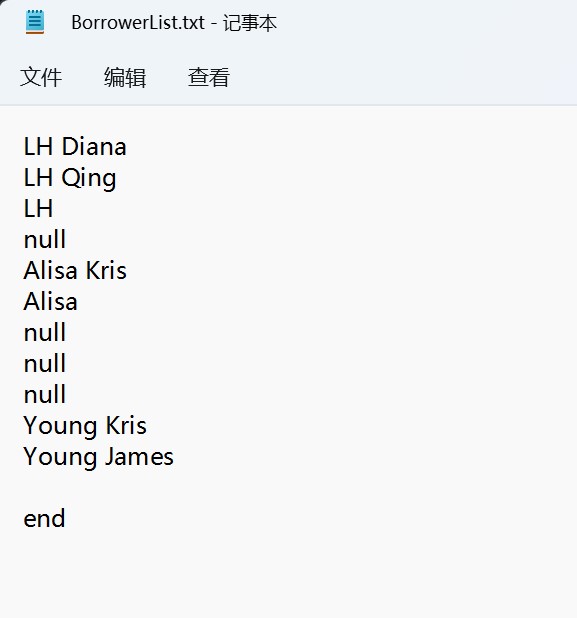 BorrowerList.txt - 记事本
文件 编辑 查看
LH Diana
LH Qing
LH
null
Alisa Kris
Alisa
null
null
null
Young Kris
Young James
end